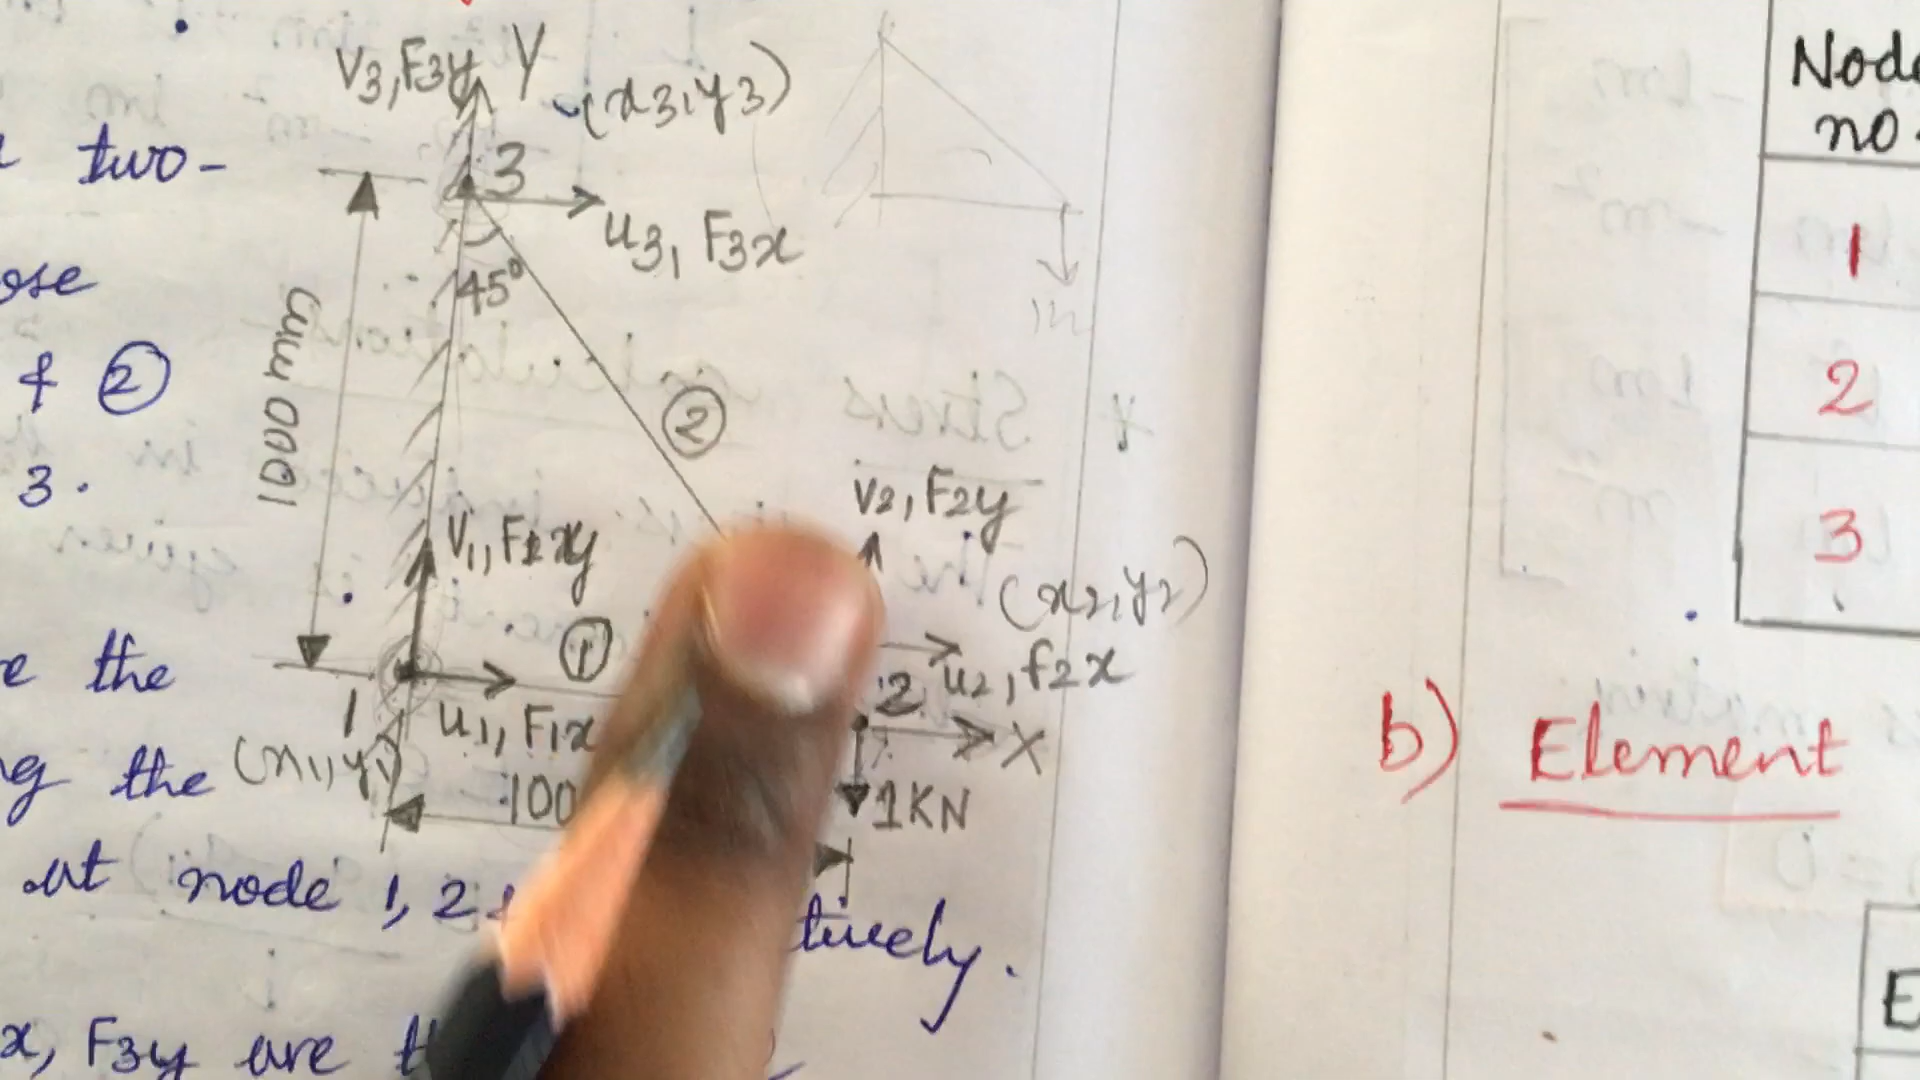 V3, F3y Y
(x3, y3)
two-
3
u3, F3x
45°
ose
1000 mm
& ②
②
3.
V2, F2y
V1, F1xy
(x2, y2)
①
e the
u2, f2x
2
1
u1, F1x
X
(x1, y1)
g the
100
1KN
at node 1, 2
tively.
x, F3y are
Node
no.
1
2
3
b) Element
E